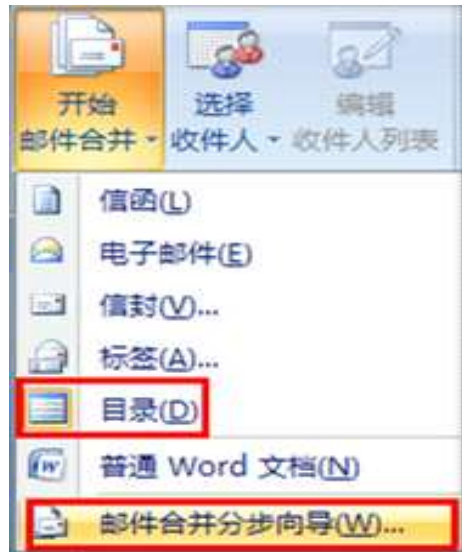 开始
邮件合并
选择
收件人
编辑
收件人列表
信函(L)
电子邮件(E)
信封(V)...
标签(A)...
目录(D)
普通 Word 文档(N)
邮件合并分步向导(W)...